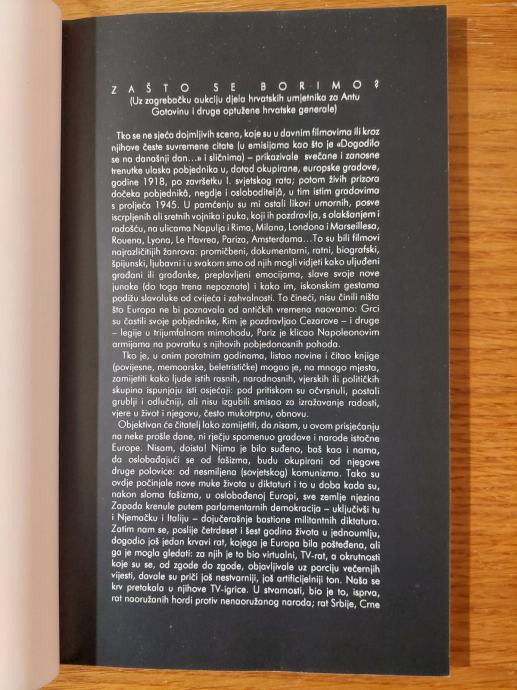 ZAŠTO SE BORIMO?
(Uz zagrebačku aukciju djela hrvatskih umjetnika za Antu
Gotovinu i druge optužene hrvatske generale)
Tko se ne sjeća dojmljivih scena, koje su u davnim filmovima ili kroz
njihove česte suvremene citate (u emisijama kao što je »Dogodilo
se na današnji dan...« i sličnima) – prikazivale svečane i zanosne
trenutke ulaska pobjednika u, dotad okupirane, europske gradove,
godine 1918, po završetku I. svjetskog rata; potom živih prizora
dočeka pobjednikâ, negdje i osloboditeljâ, u tim istim gradovima
s proljeća 1945. U pamćenju su mi ostali likovi umornih, posve
iscrpljenih ali sretnih vojnika i puka, koji ih pozdravlja, s olakšanjem i
radošću, na ulicama Napulja i Rima, Milana, Londona i Marseillesa,
Rouena, Lyona, Le Havrea, Pariza, Amsterdama...To su bili filmovi
najrazličitijih žanrova: promičbeni, dokumentarni, ratni, biografski,
špijunski, ljubavni i u svakom smo od njih mogli vidjeti kako uljuđeni
građani ili građanke, preplavljeni emocijama, slave svoje nove
junake (do toga trena nepoznate) i kako im, iskonskim gestama
podižu slavoluke od cvijeća i zahvalnosti. To čineći, nisu činili ništa
što Europa ne bi poznavala od antičkih vremena naovamo: Grci
su častili svoje pobjednike, Rim je pozdravljao Cezarove – i druge
– legije u trijumfalnom mimohodu, Pariz je klicao Napoleonovim
armijama na povratku s njihovih pobjedonosnih pohoda.
Tko je, u onim poratnim godinama, listao novine i čitao knjige
(povijesne, memoarske, beletrističke) mogao je, na mnogo mjesta,
zamijetiti kako ljude istih rasnih, narodnosnih, vjerskih ili političkih
skupina ispunjaju isti osjećaji: pod pritiskom su očvrsnuli, postali
grublji i odlučniji, ali nisu izgubili smisao za izražavanje radosti,
vjere u život i njegovu, često mukotrpnu, obnovu.
Objektivan će čitatelj lako zamijetiti, da nisam, u ovom prisjećanju
na neke prošle dane, ni rječju spomenuo gradove i narode istočne
Europe. Nisam, doista! Njima je bilo suđeno, baš kao i nama,
da oslobađajući se od fašizma, budu okupirani od njegove
druge polovice: od nesmiljena (sovjetskog) komunizma. Tako su
ovdje počinjale nove muke života u diktaturi i to u doba kada su,
nakon sloma fašizma, u oslobođenoj Europi, sve zemlje njezina
Zapada krenule putem parlamentarnih demokracija – uključivši tu
i Njemačku i Italiju – dojučerašnje bastione militantnih diktatura.
Zatim nam se, poslije četrdeset i šest godina života u jednoumlju,
dogodio još jedan krvavi rat, kojega je Europa bila pošteđena, ali
ga je mogla gledati: za njih je to bio virtualni, TV-rat, a okrutnosti
koje su se, od zgode do zgode, objavljivale uz porciju večernjih
vijesti, davale su priči još nestvarniji, još artificijelniji ton. Naša se
krv pretakala u njihove TV-igrice. U stvarnosti, bio je to, isprva,
rat naoružanih hordi protiv nenaoružanog naroda; rat Srbije, Crne